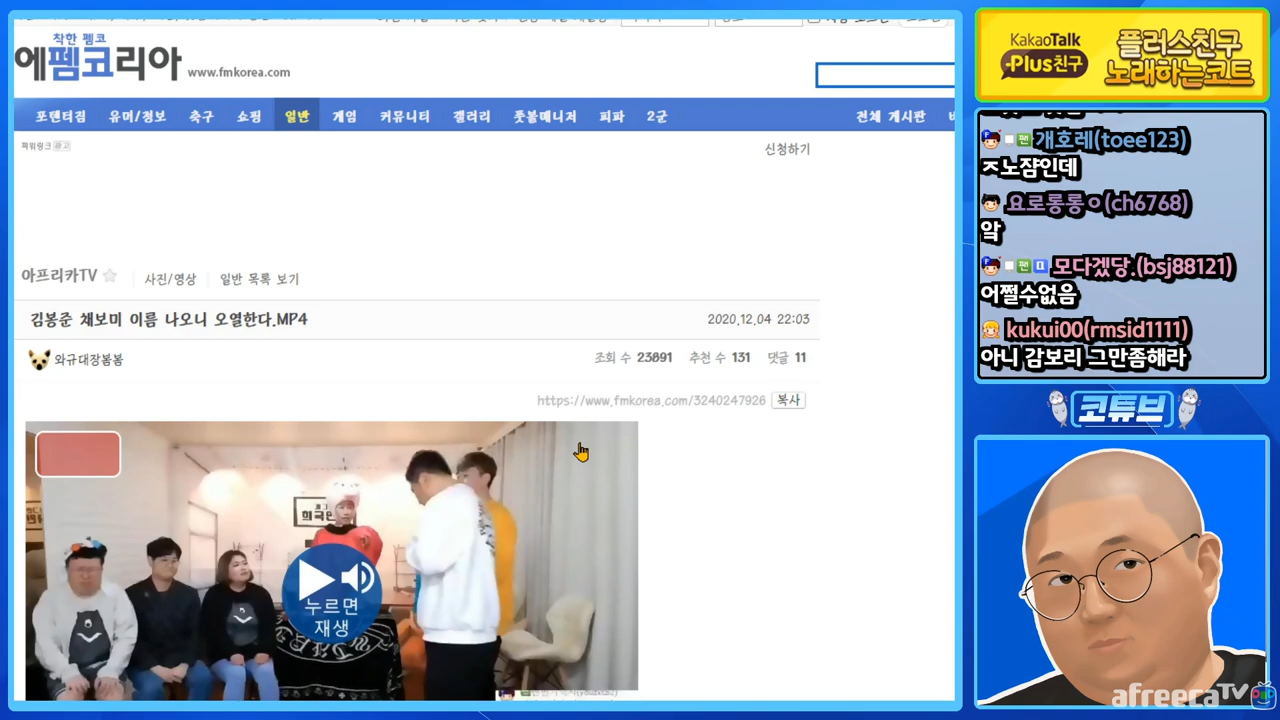 착한 펨코
에펨코리아 www.fmkorea.com
포텐터짐 유머/정보 축구 쇼핑 일반 게임 커뮤니티 갤러리 풋볼매니저 피파 2군 전체 게시판
파워링크 광고
신청하기
아프리카TV 사진/영상 일반 목록 보기
김봉준 채보미 이름 나오니 오열한다.MP4 2020.12.04 22:03
와규대장봄봄 조회 수 23891 추천 수 131 댓글 11
https://www.fmkorea.com/3240247926 복사
누르면
재생
KakaoTalk
Plus친구
플러스친구
노래하는코트
팬 개호레(toee123)
ㅈ노잼인데
요로롱롱ㅇ(ch6768)
악
팬 모다겠당.(bsj88121)
어쩔수없음
kukui00(rmsid1111)
아니 감보리 그만좀해라
코튜브
afreecaTV